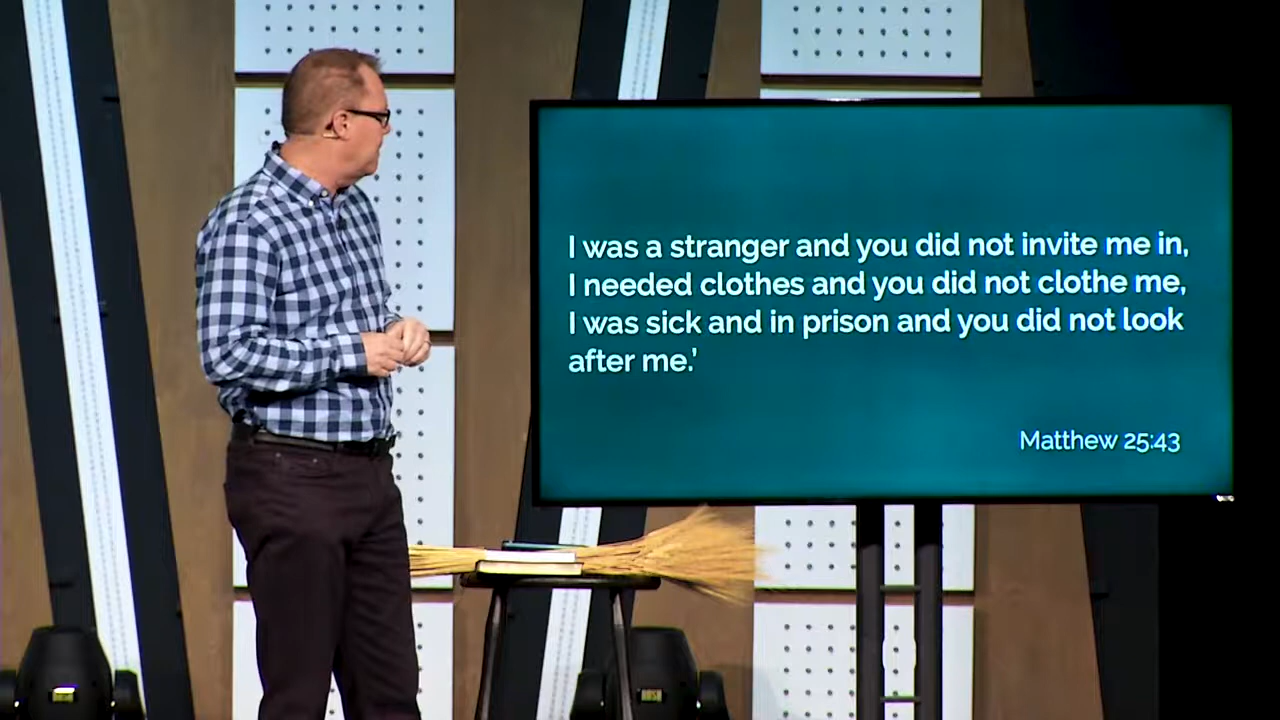 I was a stranger and you did not invite me in,
I needed clothes and you did not clothe me,
I was sick and in prison and you did not look
after me.’
Matthew 25:43